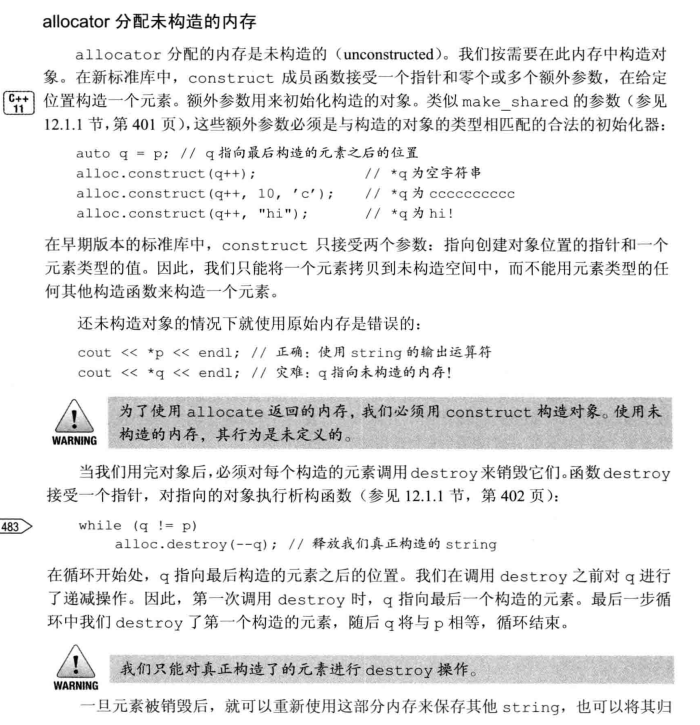 allocator 分配未构造的内存
allocator 分配的内存是未构造的（unconstructed）。我们按需要在此内存中构造对
象。在新标准库中，construct 成员函数接受一个指针和零个或多个额外参数，在给定
C++
11
位置构造一个元素。额外参数用来初始化构造的对象。类似 make_shared 的参数（参见
12.1.1 节，第 401 页），这些额外参数必须是与构造的对象的类型相匹配的合法的初始化器：
auto q = p; // q 指向最后构造的元素之后的位置
alloc.construct(q++); // *q 为空字符串
alloc.construct(q++, 10, 'c'); // *q 为 cccccccccc
alloc.construct(q++, "hi"); // *q 为 hi!
在早期版本的标准库中，construct 只接受两个参数：指向创建对象位置的指针和一个
元素类型的值。因此，我们只能将一个元素拷贝到未构造空间中，而不能用元素类型的任
何其他构造函数来构造一个元素。
还未构造对象的情况下就使用原始内存是错误的：
cout << *p << endl; // 正确：使用 string 的输出运算符
cout << *q << endl; // 灾难：q 指向未构造的内存!
为了使用 allocate 返回的内存，我们必须用 construct 构造对象。使用未
构造的内存，其行为是未定义的。
WARNING
当我们用完对象后，必须对每个构造的元素调用 destroy 来销毁它们。函数 destroy
接受一个指针，对指向的对象执行析构函数（参见 12.1.1 节，第 402 页）：
483
while (q != p)
alloc.destroy(--q); // 释放我们真正构造的 string
在循环开始处，q 指向最后构造的元素之后的位置。我们在调用 destroy 之前对 q 进行
了递减操作。因此，第一次调用 destroy 时，q 指向最后一个构造的元素。最后一步循
环中我们 destroy 了第一个构造的元素，随后 q 将与 p 相等，循环结束。
我们只能对真正构造了的元素进行 destroy 操作。
WARNING
一旦元素被销毁后，就可以重新使用这部分内存来保存其他 string，也可以将其归